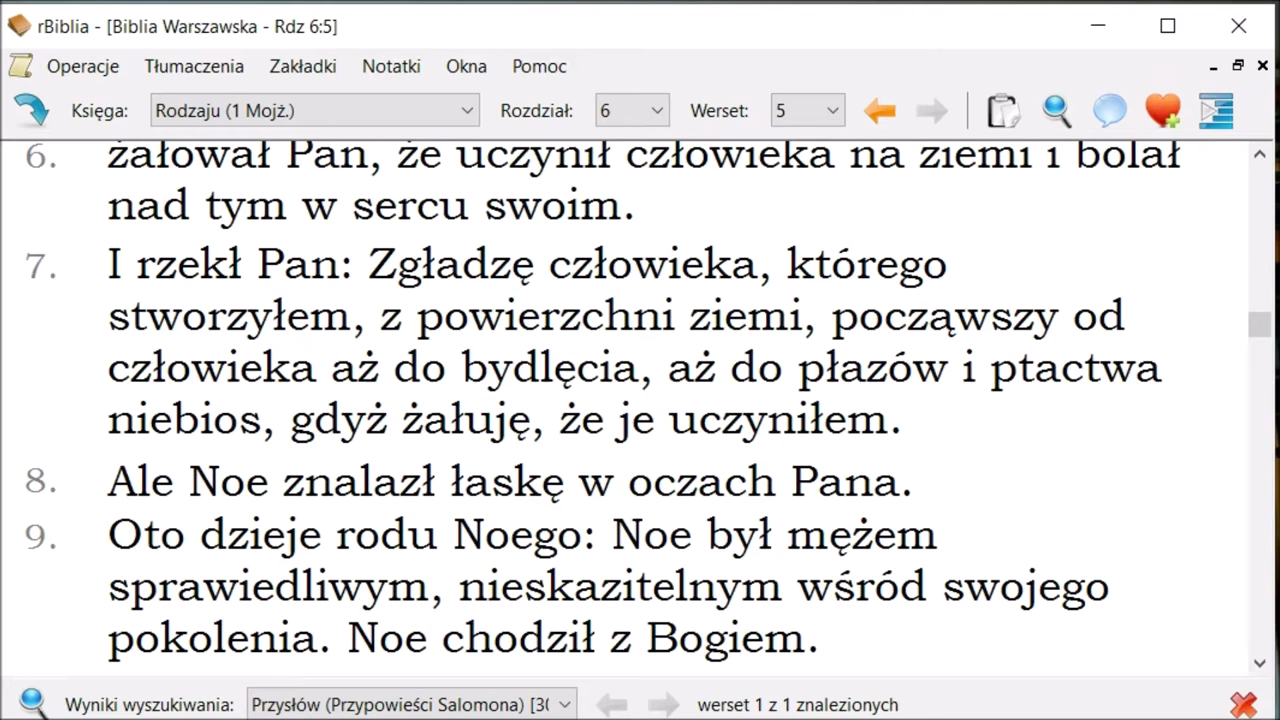 rBiblia - [Biblia Warszawska - Rdz 6:5]
Operacje Tłumaczenia Zakładki Notatki Okna Pomoc
Księga: Rodzaju (1 Mojż.) Rozdział: 6 Werset: 5
6. żałował Pan, że uczynił człowieka na ziemi i bolał
nad tym w sercu swoim.
7. I rzekł Pan: Zgładzę człowieka, którego
stworzyłem, z powierzchni ziemi, począwszy od
człowieka aż do bydlęcia, aż do płazów i ptactwa
niebios, gdyż żałuję, że je uczyniłem.
8. Ale Noe znalazł łaskę w oczach Pana.
9. Oto dzieje rodu Noego: Noe był mężem
sprawiedliwym, nieskazitelnym wśród swojego
pokolenia. Noe chodził z Bogiem.
Wyniki wyszukiwania: Przysłów (Przypowieści Salomona) [30 werset 1 z 1 znalezionych